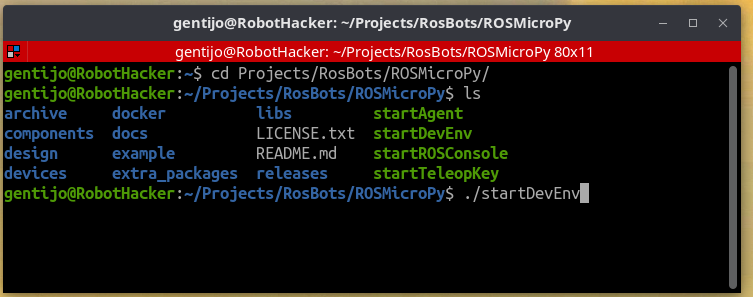 gentijo@RobotHacker: ~/Projects/RosBots/ROSMicroPy
gentijo@RobotHacker: ~/Projects/RosBots/ROSMicroPy 80x11
gentijo@RobotHacker:~$ cd Projects/RosBots/ROSMicroPy/
gentijo@RobotHacker:~/Projects/RosBots/ROSMicroPy$ ls
archive docker libs startAgent
components docs LICENSE.txt startDevEnv
design example README.md startROSConsole
devices extra_packages releases startTeleopKey
gentijo@RobotHacker:~/Projects/RosBots/ROSMicroPy$ ./startDevEnv